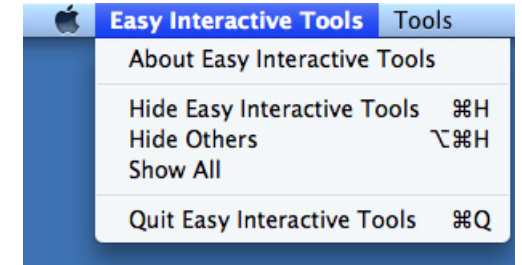 Easy Interactive Tools Tools
About Easy Interactive Tools
Hide Easy Interactive Tools ⌘H
Hide Others ⌥⌘H
Show All
Quit Easy Interactive Tools ⌘Q